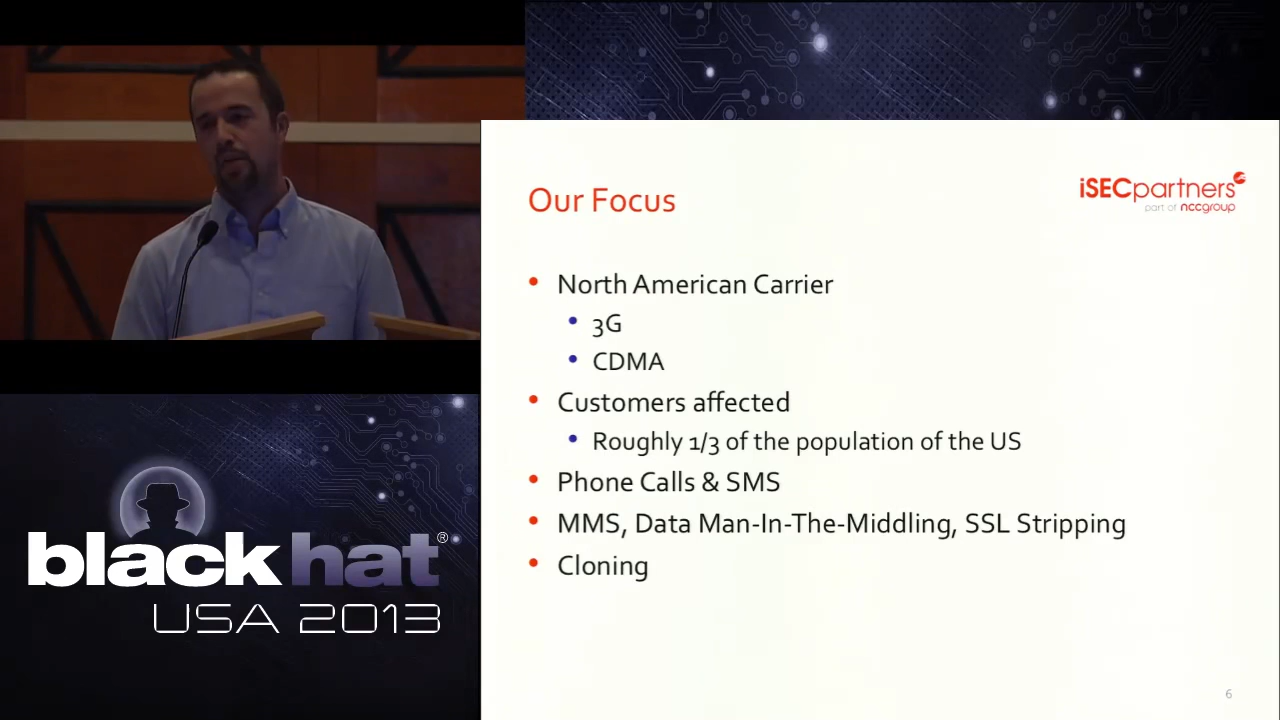 Our Focus
iSECpartners
part of nccgroup
• North American Carrier
• 3G
• CDMA
• Customers affected
• Roughly 1/3 of the population of the US
• Phone Calls & SMS
• MMS, Data Man-In-The-Middling, SSL Stripping
• Cloning
6
black hat®
USA 2013